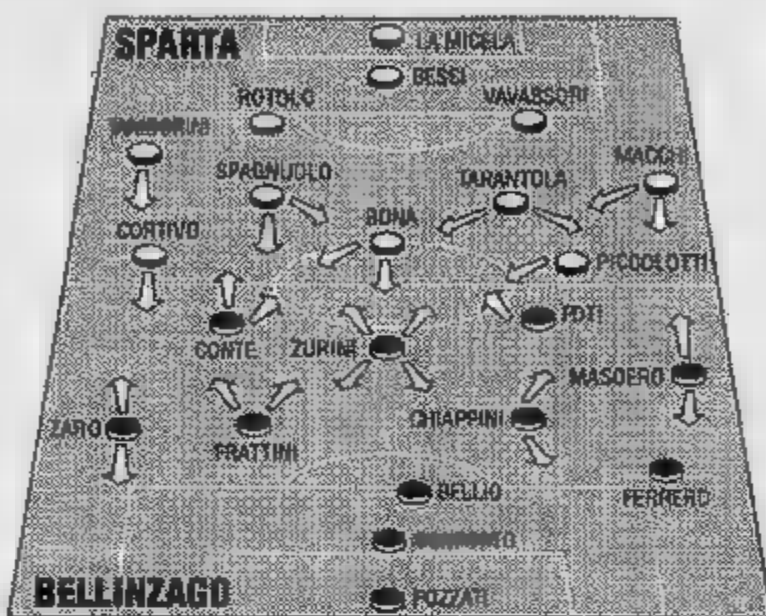 SPARTA
LA MICELA
BESSI
ROTOLO
VAVASSORI
SPAGNUOLO
TARANTOLA
MACCHI
CORTIVO
BONA
PICCOLOTTI
CONTE
ZURINI
FOTI
MASOERO
ZARO
FRATTINI
CHIAPPINI
BELLIO
FERRERO
BELLINZAGO
POZZATI